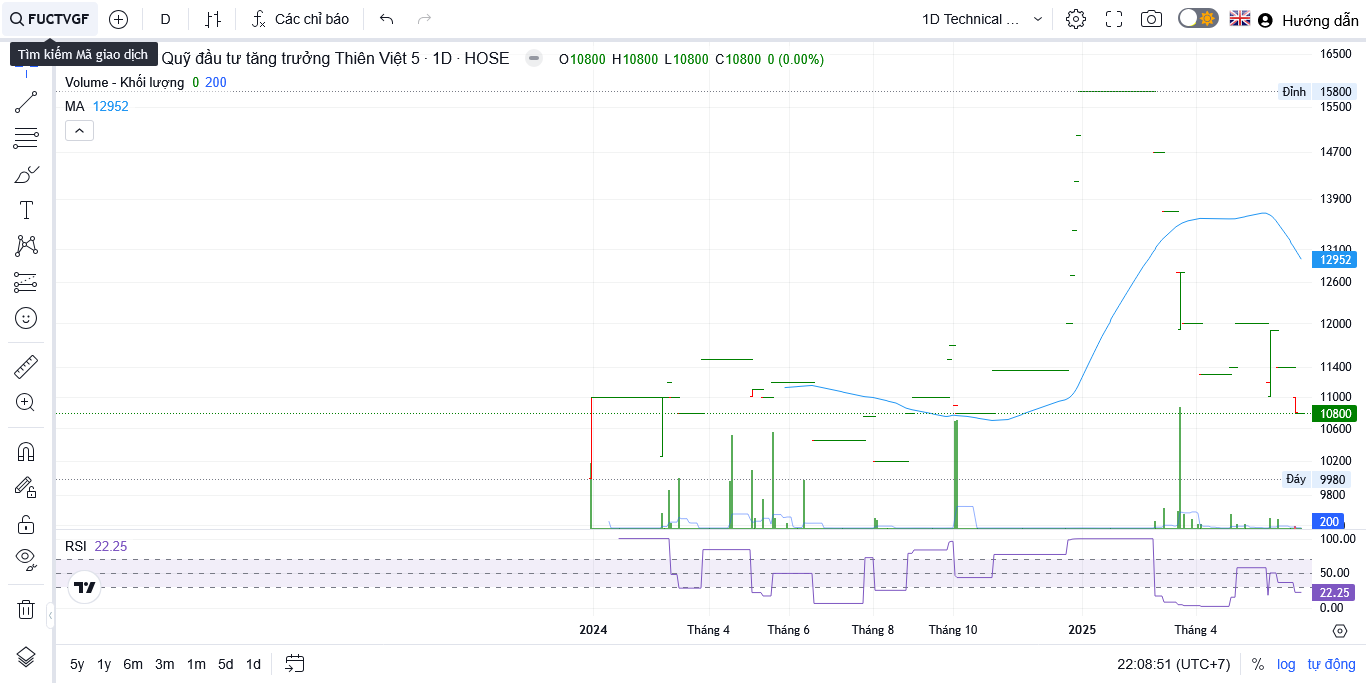 FUCTVGF
D
Các chỉ báo
1D Technical ...
Hướng dẫn
Tìm kiếm Mã giao dịch
Quỹ đầu tư tăng trưởng Thiên Việt 5 · 1D · HOSE
O10800 H10800 L10800 C10800 0 (0.00%)
Volume - Khối lượng 0 200
MA 12952
16500
Đỉnh 15800
15500
14700
13900
13100
12952
12600
12000
11400
11000
10800
10600
10200
Đáy 9980
9800
200
RSI 22.25
100.00
50.00
22.25
0.00
2024
Tháng 4
Tháng 6
Tháng 8
Tháng 10
2025
Tháng 4
5y 1y 6m 3m 1m 5d 1d
22:08:51 (UTC+7)
%
log
tự động